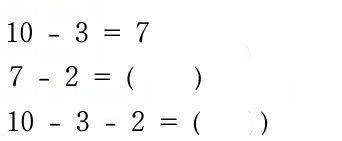 10 - 3 = 7
7 - 2 = (    )
10 - 3 - 2 = (    )